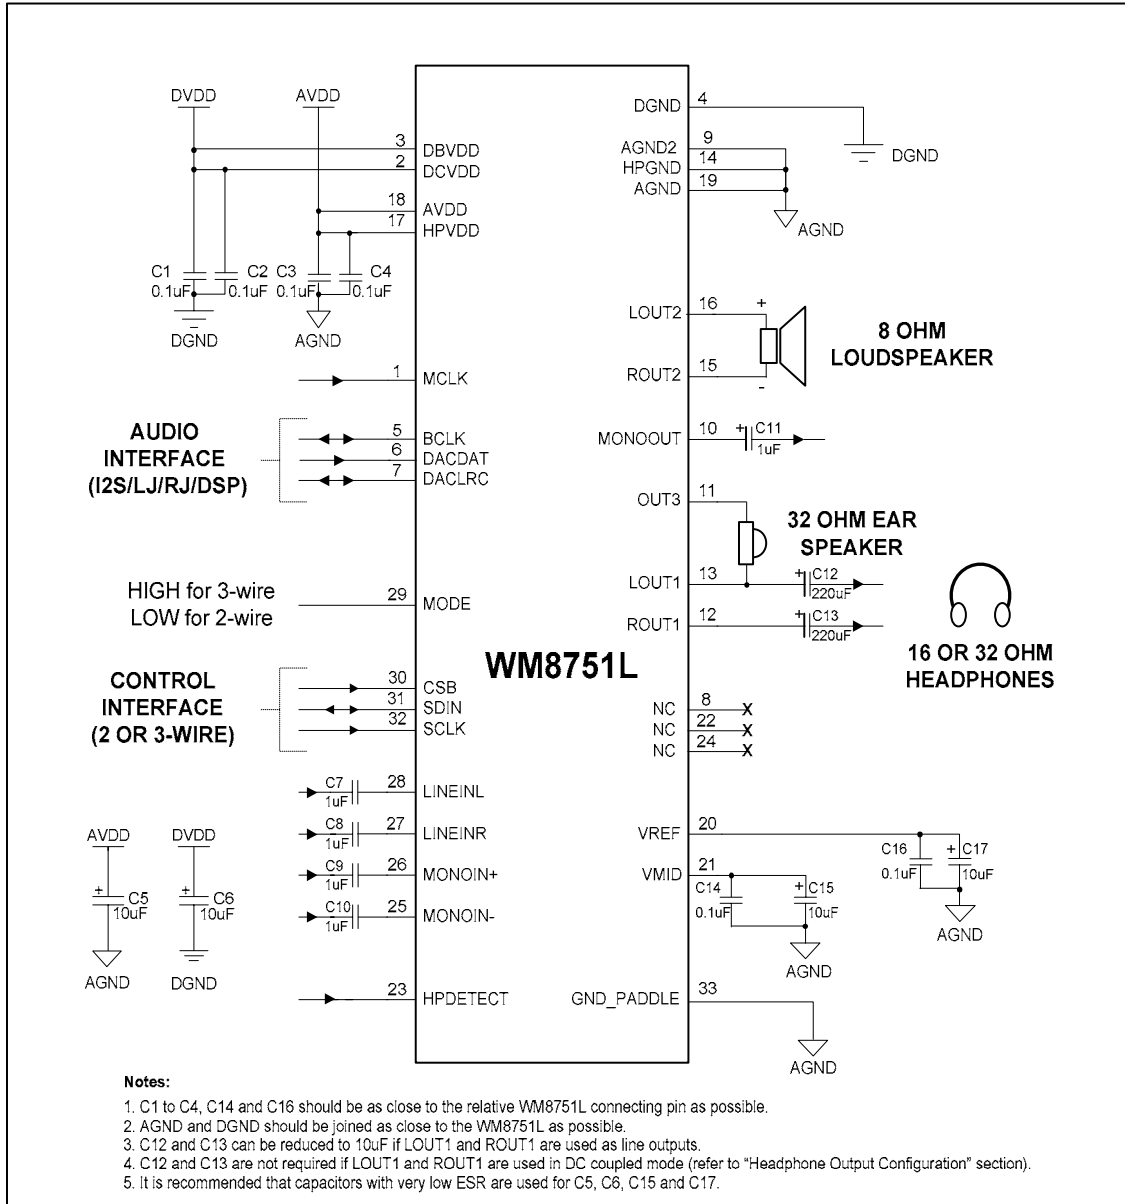 DVDD
AVDD
3 DBVDD
2 DCVDD
18 AVDD
17 HPVDD
C1 0.1uF
C2 0.1uF
C3 0.1uF
C4 0.1uF
DGND
AGND
1 MCLK
AUDIO
INTERFACE
(I2S/LJ/RJ/DSP)
5 BCLK
6 DACDAT
7 DACLRC
HIGH for 3-wire
LOW for 2-wire
29 MODE
CONTROL
INTERFACE
(2 OR 3-WIRE)
30 CSB
31 SDIN
32 SCLK
C7 1uF 28 LINEINL
C8 1uF 27 LINEINR
C9 1uF 26 MONOIN+
C10 1uF 25 MONOIN-
AVDD
+ C5
10uF
AGND
DVDD
+ C6
10uF
DGND
23 HPDETECT
WM8751L
DGND 4
DGND
AGND2 9
HPGND 14
AGND 19
AGND
LOUT2 16
+
ROUT2 15
-
8 OHM
LOUDSPEAKER
MONOOUT 10
+ C11
1uF
OUT3 11
32 OHM EAR
SPEAKER
LOUT1 13
+ C12
220uF
ROUT1 12
+ C13
220uF
16 OR 32 OHM
HEADPHONES
NC 8 X
NC 22 X
NC 24 X
VREF 20
C16
0.1uF
+ C17
10uF
AGND
VMID 21
C14
0.1uF
+ C15
10uF
AGND
GND_PADDLE 33
AGND
Notes:
1. C1 to C4, C14 and C16 should be as close to the relative WM8751L connecting pin as possible.
2. AGND and DGND should be joined as close to the WM8751L as possible.
3. C12 and C13 can be reduced to 10uF if LOUT1 and ROUT1 are used as line outputs.
4. C12 and C13 are not required if LOUT1 and ROUT1 are used in DC coupled mode (refer to “Headphone Output Configuration” section).
5. It is recommended that capacitors with very low ESR are used for C5, C6, C15 and C17.